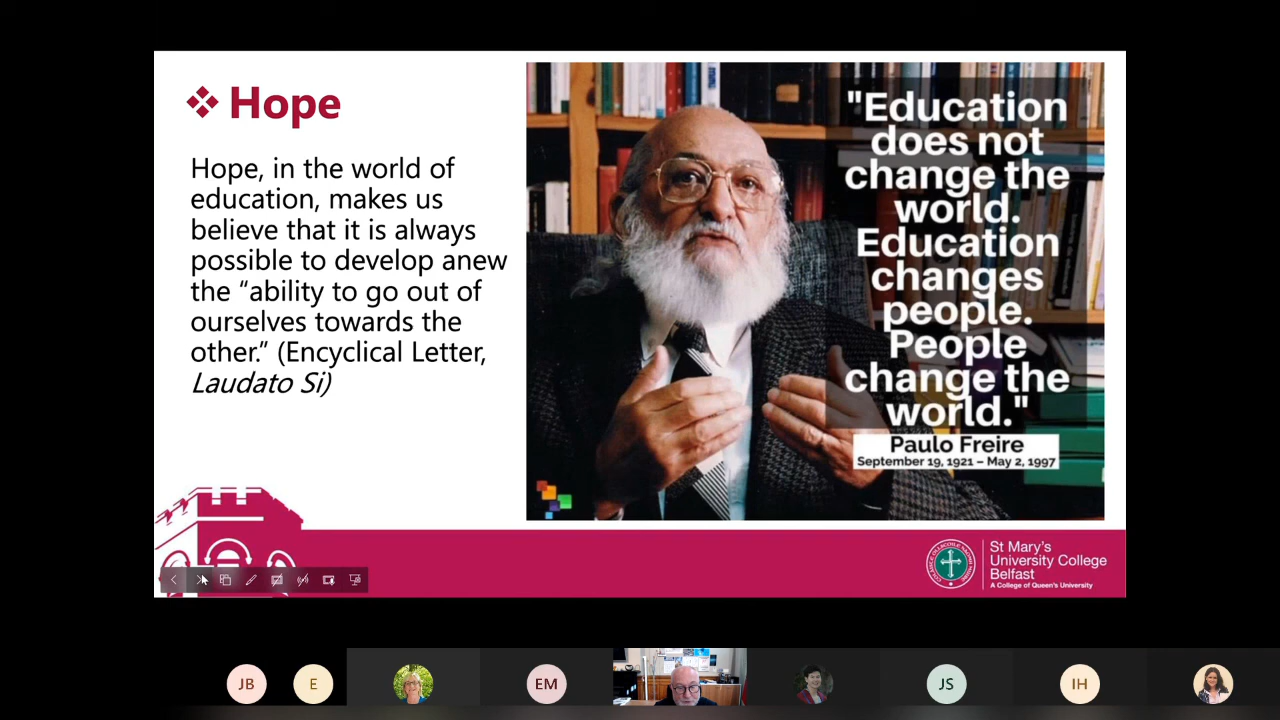 Hope
Hope, in the world of
education, makes us
believe that it is always
possible to develop anew
the “ability to go out of
ourselves towards the
other.” (Encyclical Letter,
Laudato Si)
"Education
does not
change the
world.
Education
changes
people.
People
change the
world."
Paulo Freire
September 19, 1921 – May 2, 1997
St Mary's
University College
Belfast
A College of Queen's University
JB
E
EM
JS
IH